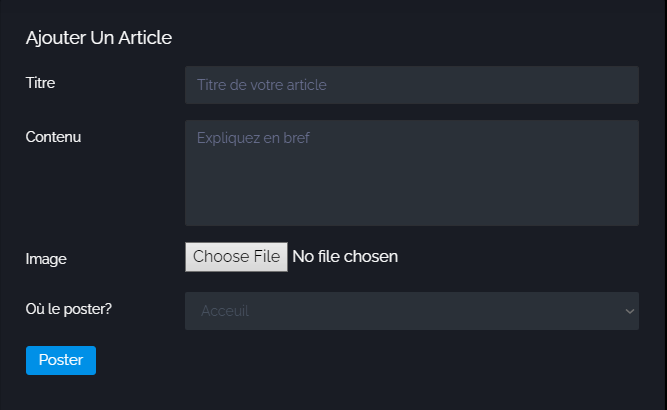 Ajouter Un Article
Titre
Titre de votre article
Contenu
Expliquez en bref
Image
Choose File No file chosen
Où le poster?
Acceuil
Poster